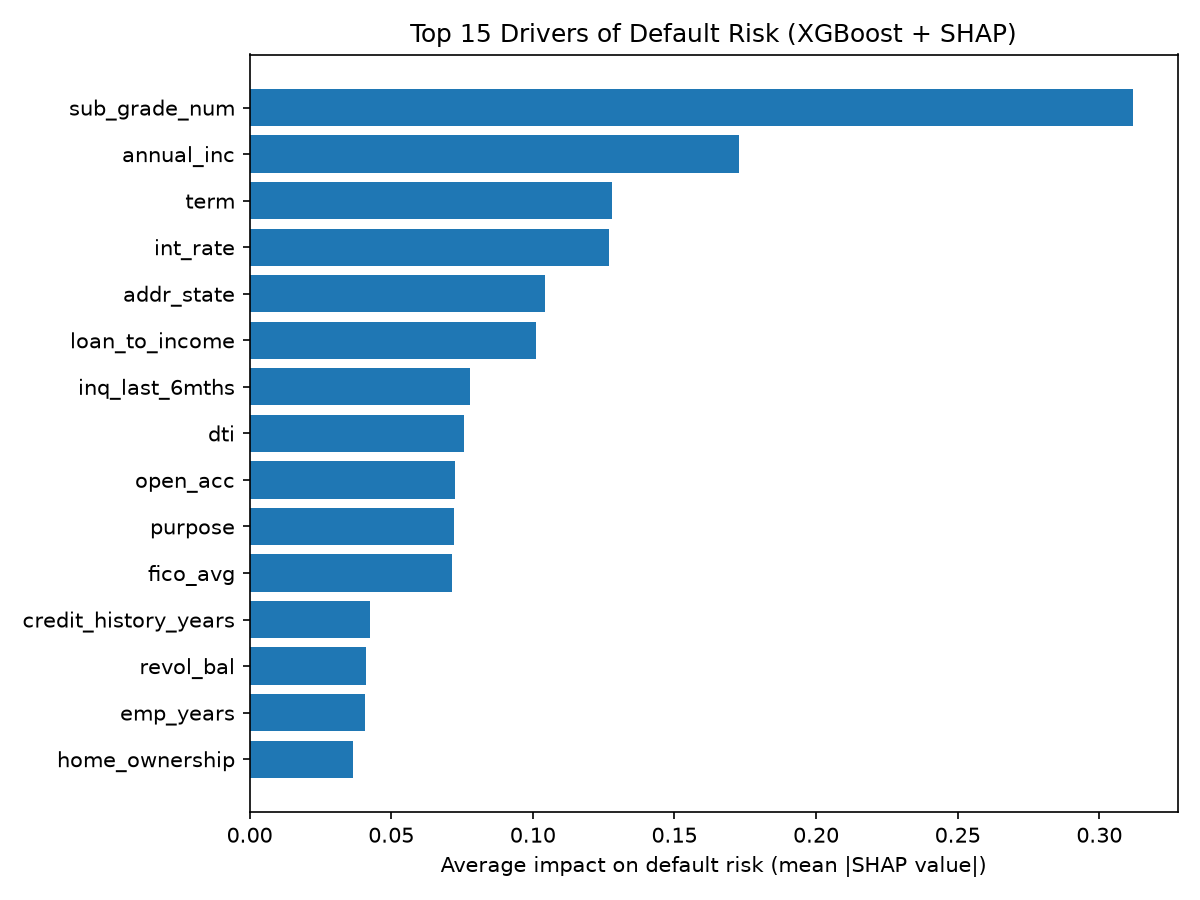 Top 15 Drivers of Default Risk (XGBoost + SHAP)
sub_grade_num
annual_inc
term
int_rate
addr_state
loan_to_income
inq_last_6mths
dti
open_acc
purpose
fico_avg
credit_history_years
revol_bal
emp_years
home_ownership
0.00 0.05 0.10 0.15 0.20 0.25 0.30
Average impact on default risk (mean |SHAP value|)